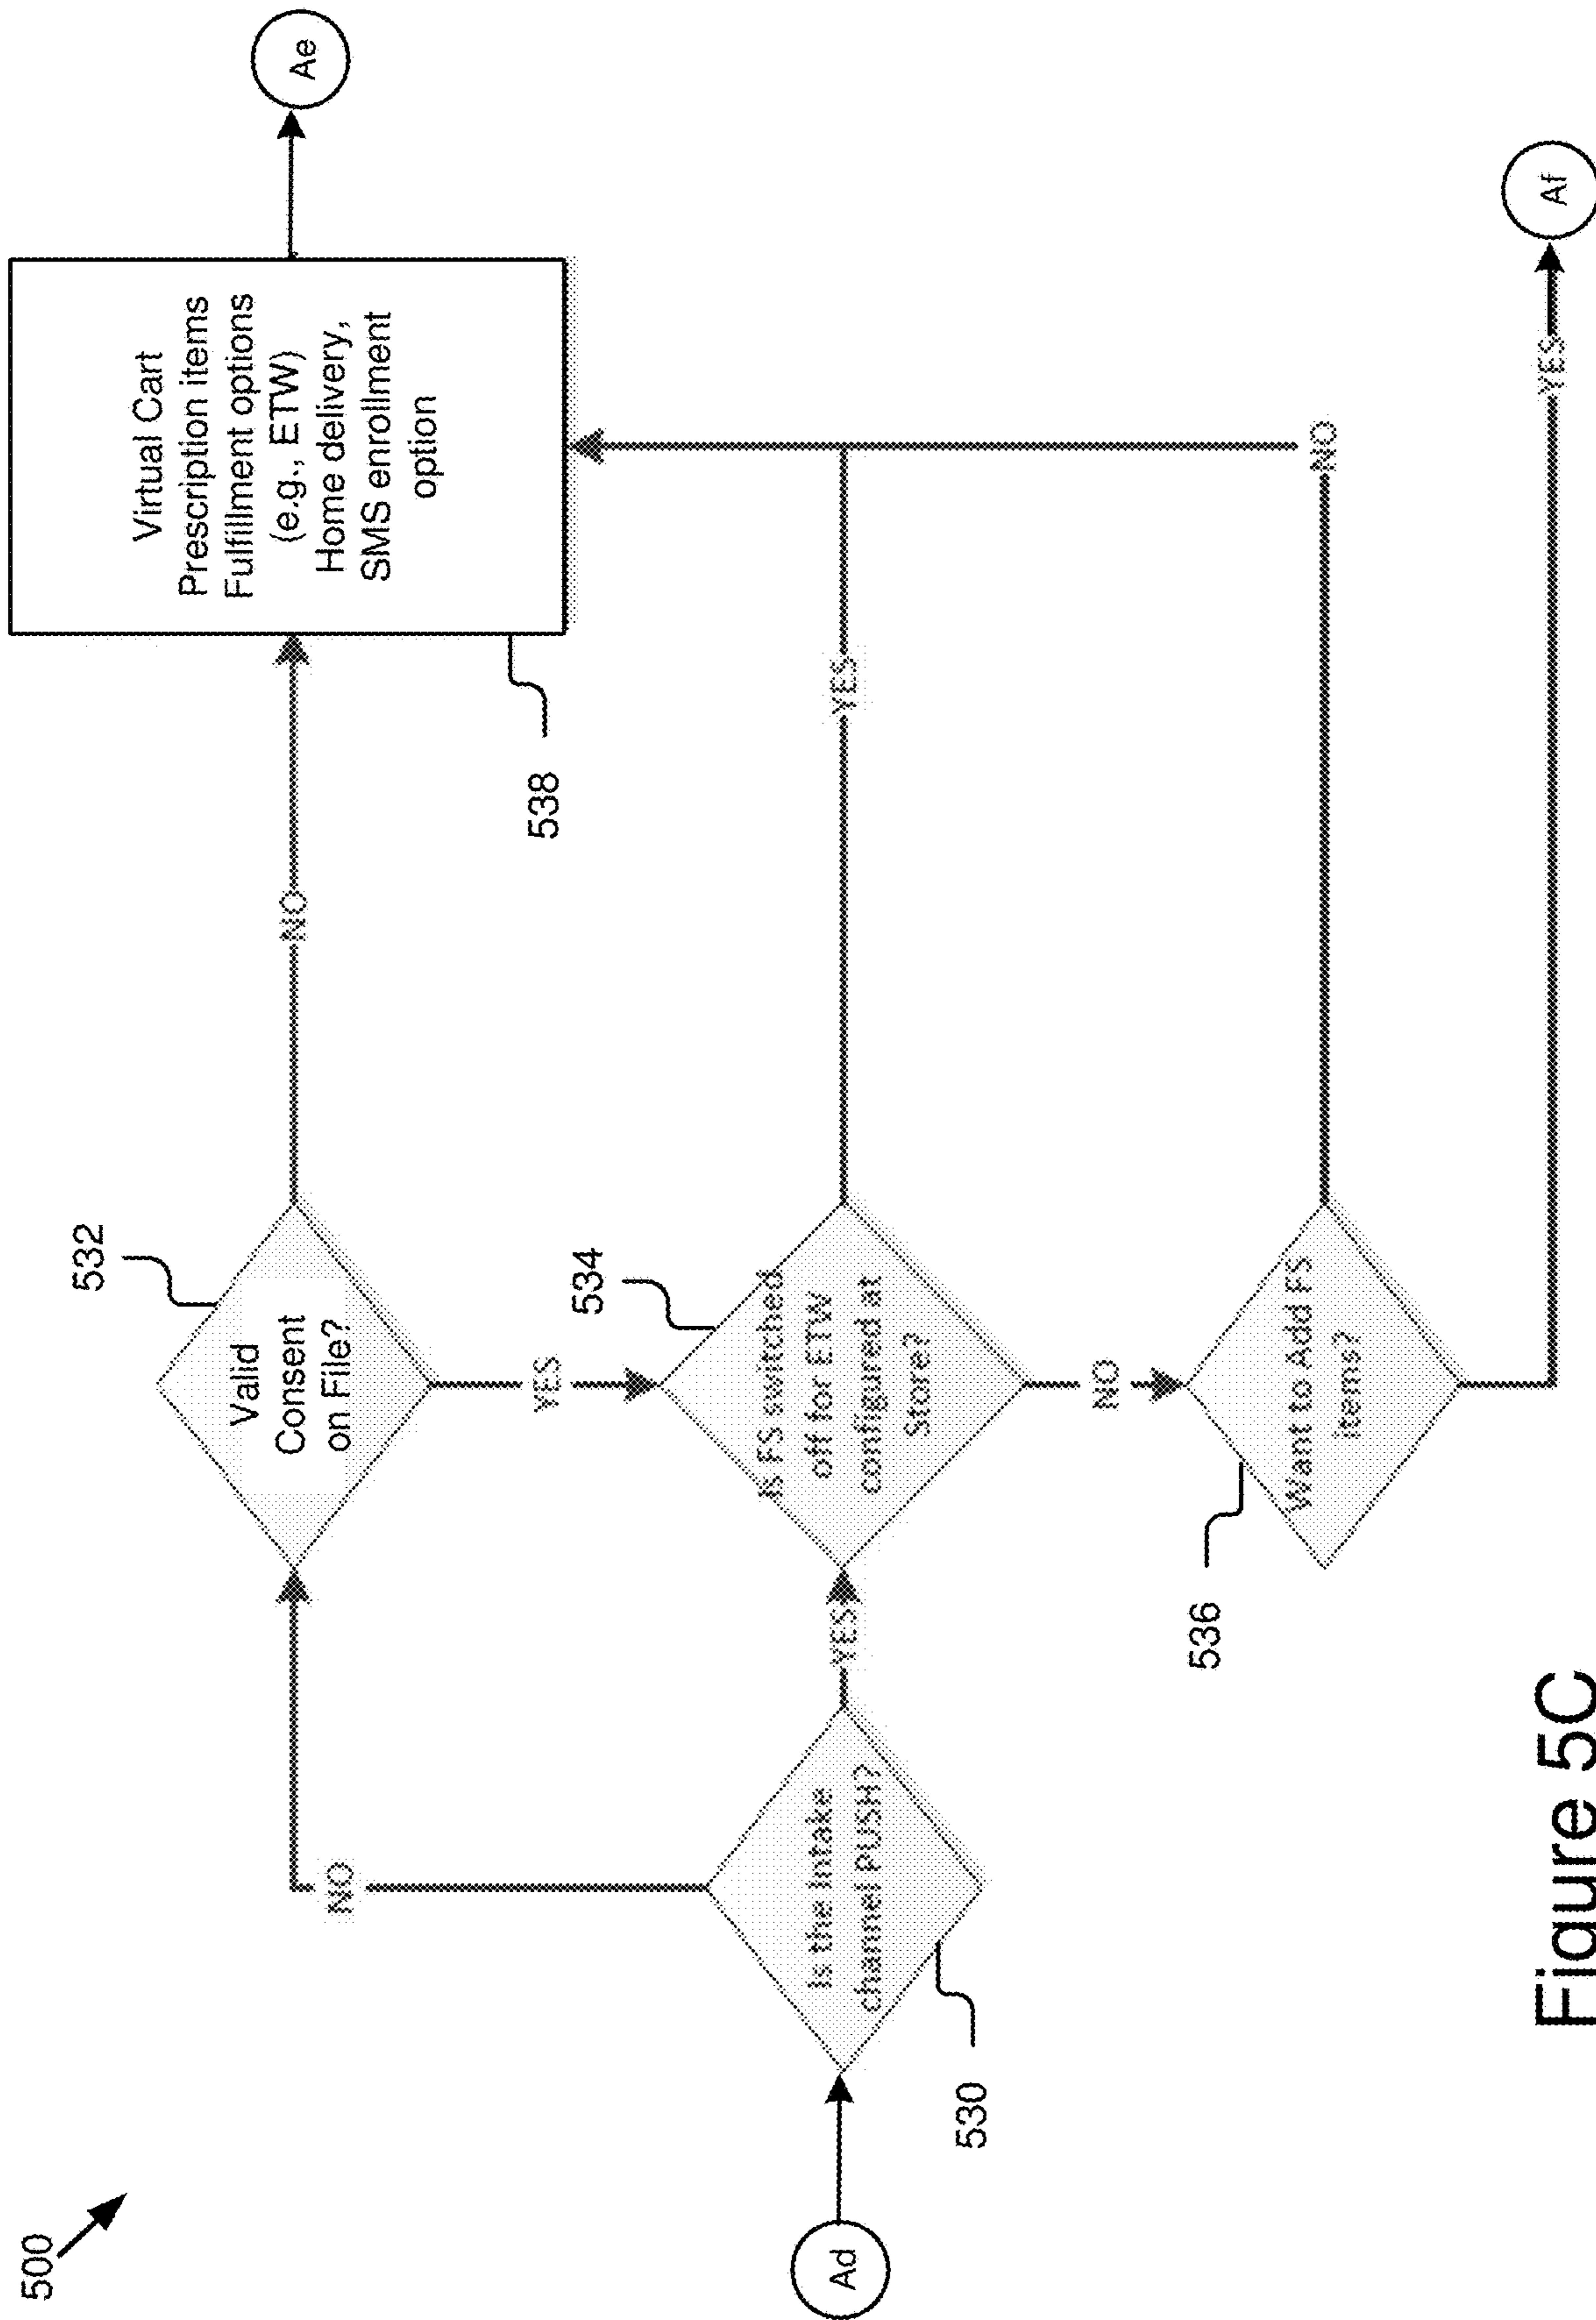 500
Ad
530
Is the Intake
channel PUSH?
NO
YES
532
Valid
Consent
on File?
NO
YES
534
Is FS switched
off for ETW
configured at
Store?
YES
NO
536
Want to Add FS
items?
NO
YES
538
Virtual Cart
Prescription items
Fulfillment options
(e.g., ETW)
Home delivery,
SMS enrollment
option
Ae
Af
Figure 5C